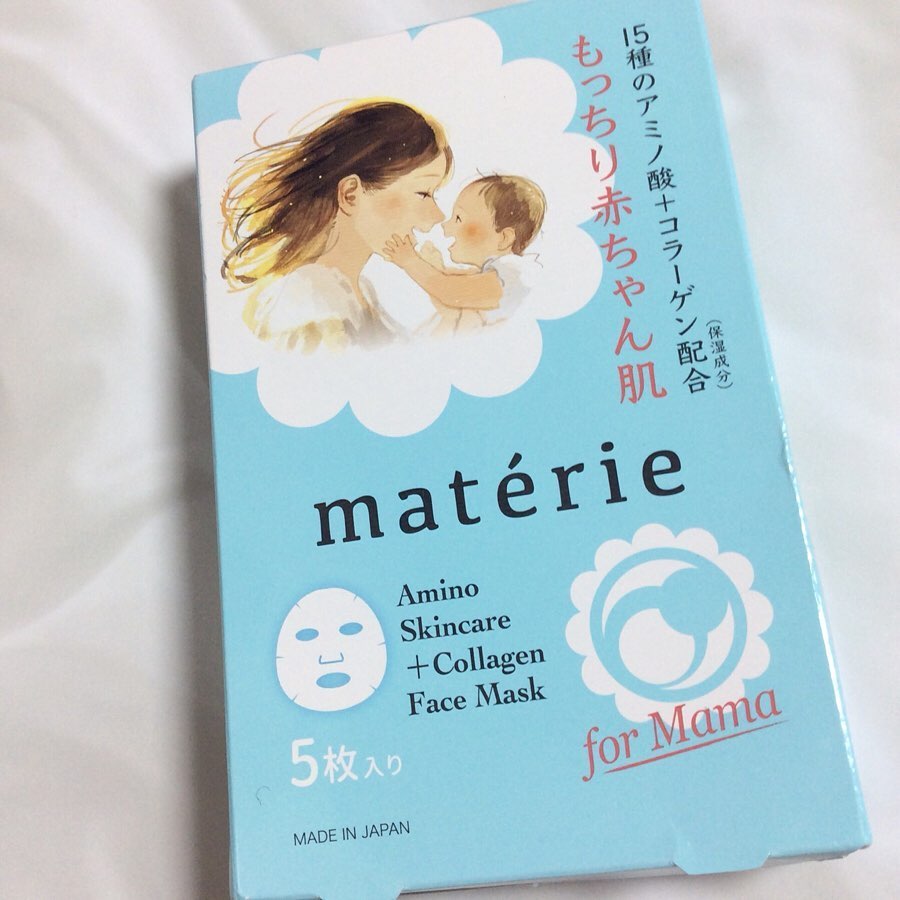 15種のアミノ酸+コラーゲン配合
(保湿成分)
もっちり赤ちゃん肌
matérie
Amino
Skincare
+Collagen
Face Mask
for Mama
5枚入り
MADE IN JAPAN